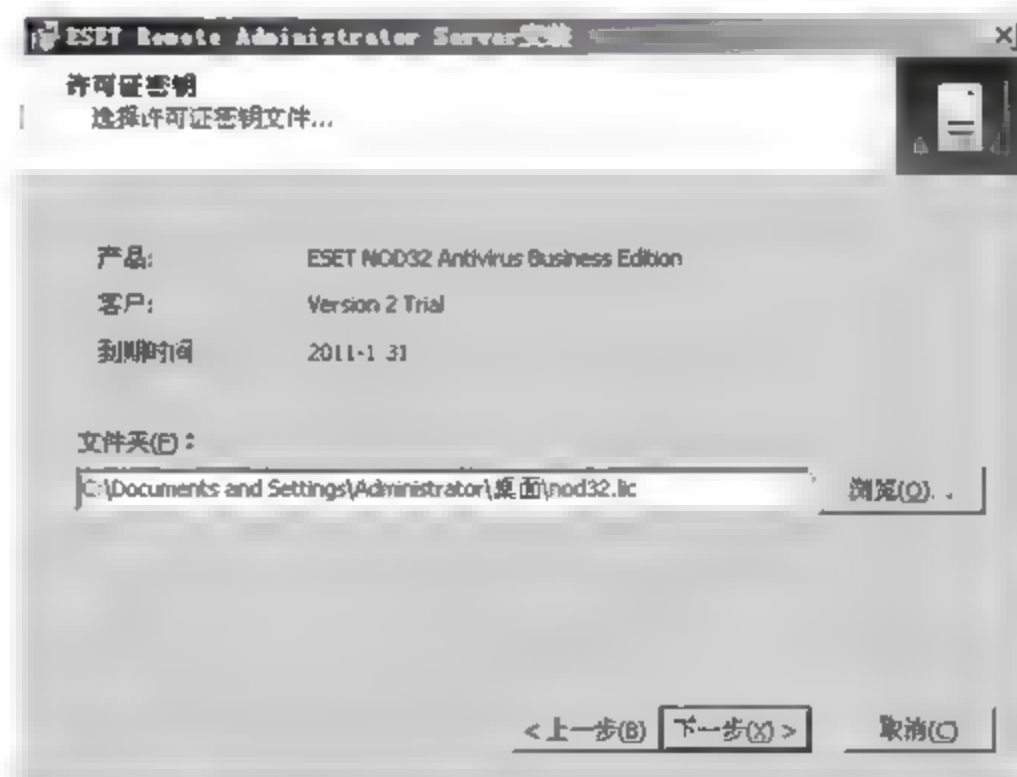 ESET Remote Administrator Server安装
许可证密钥
选择许可证密钥文件...
产品: ESET NOD32 Antivirus Business Edition
客户: Version 2 Trial
到期时间 2011-1 31
文件夹(F):
C:\Documents and Settings\Administrator\桌面\nod32.lic 浏览(O)...
<上一步(B) 下一步(X) > 取消(C)